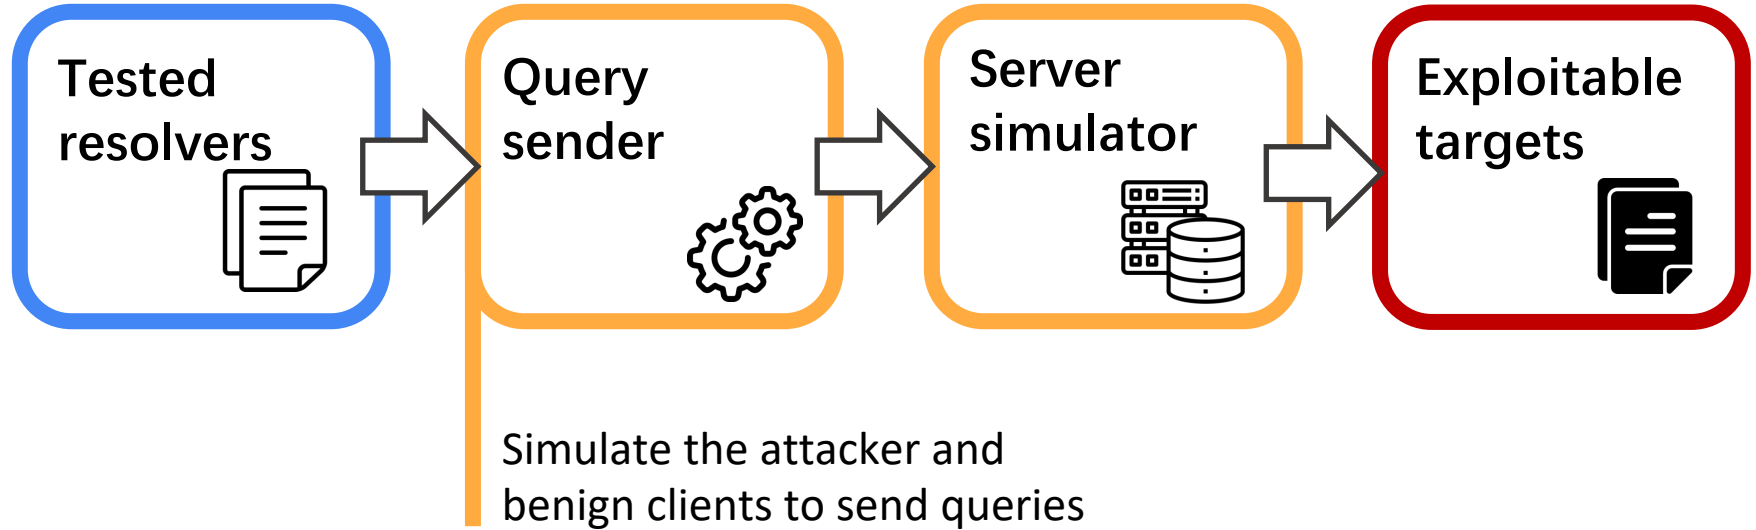 Tested
resolvers
Query
sender
Server
simulator
Exploitable
targets
Simulate the attacker and
benign clients to send queries